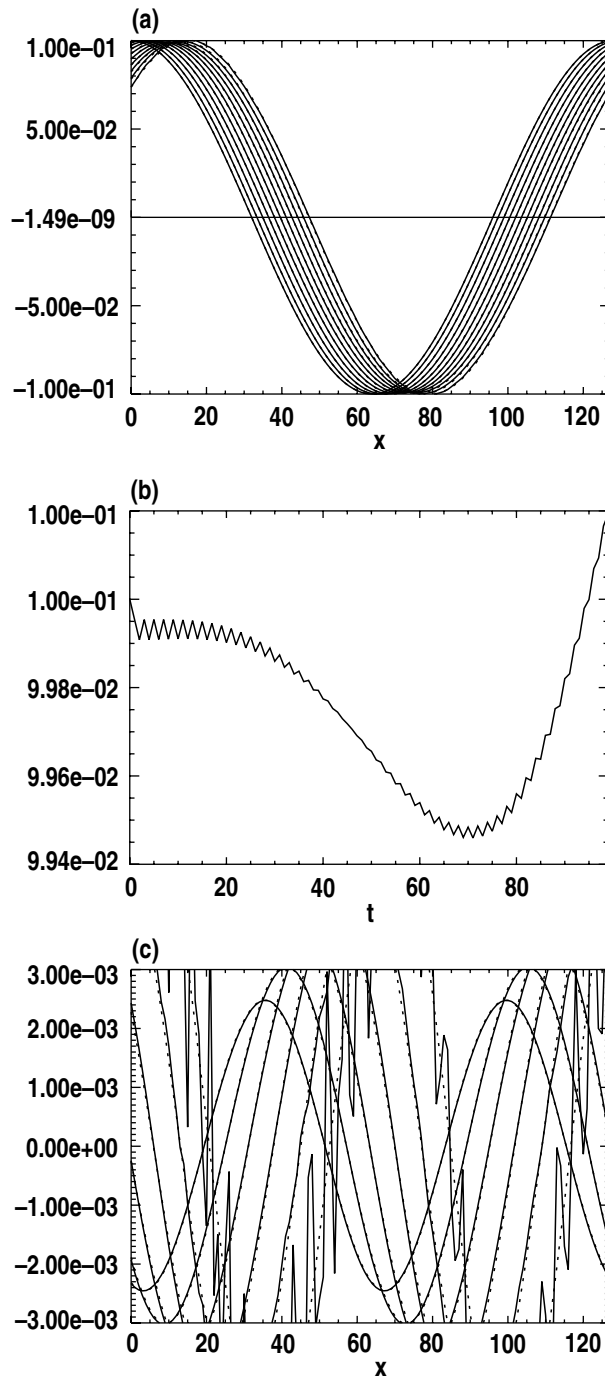 (a)
1.00e−01
5.00e−02
−1.49e−09
−5.00e−02
−1.00e−01
0 20 40 60 80 100 120
x
(b)
1.00e−01
1.00e−01
9.98e−02
9.96e−02
9.94e−02
0 20 40 60 80
t
(c)
3.00e−03
2.00e−03
1.00e−03
0.00e+00
−1.00e−03
−2.00e−03
−3.00e−03
0 20 40 60 80 100 120
x